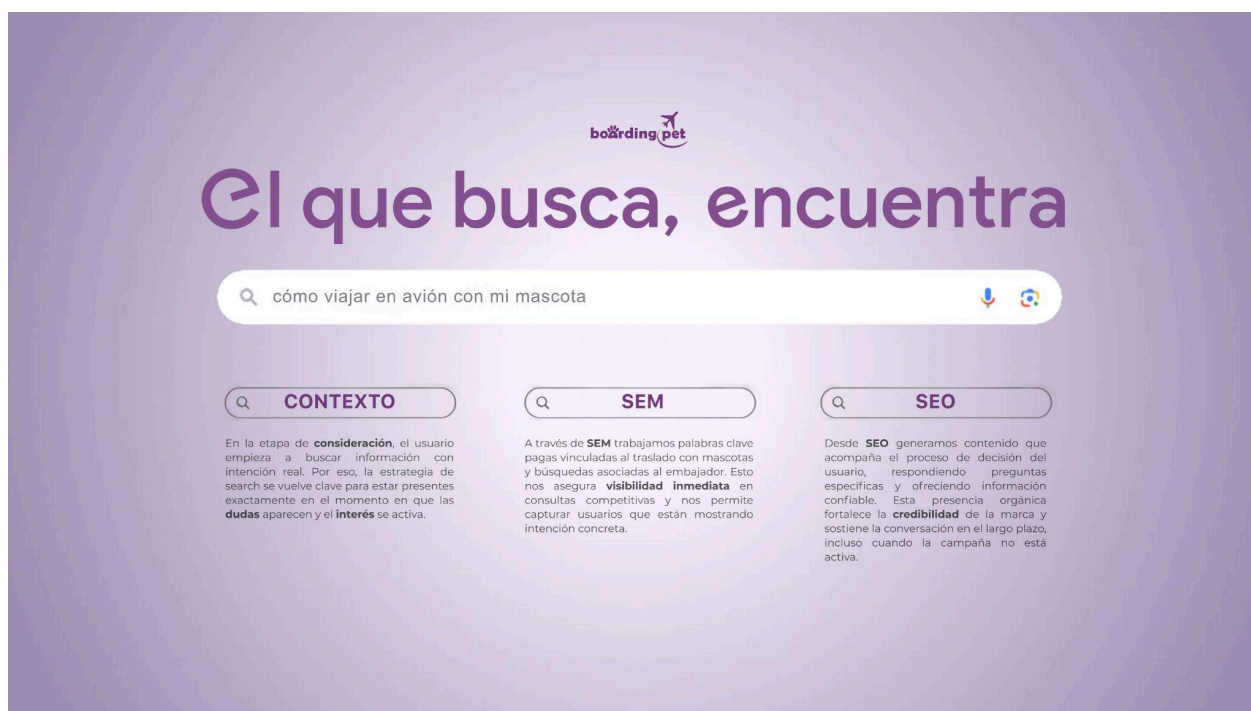 boarding pet
El que busca, encuentra
cómo viajar en avión con mi mascota
CONTEXTO
En la etapa de consideración, el usuario
empieza a buscar información con
intención real. Por eso, la estrategia de
search se vuelve clave para estar presentes
exactamente en el momento en que las
dudas aparecen y el interés se activa.
SEM
A través de SEM trabajamos palabras clave
pagas vinculadas al traslado con mascotas
y búsquedas asociadas al embajador. Esto
nos asegura visibilidad inmediata en
consultas competitivas y nos permite
capturar usuarios que están mostrando
intención concreta.
SEO
Desde SEO generamos contenido que
acompaña el proceso de decisión del
usuario, respondiendo preguntas
específicas y ofreciendo información
confiable. Esta presencia orgánica
fortalece la credibilidad de la marca y
sostiene la conversación en el largo plazo,
incluso cuando la campaña no está
activa.